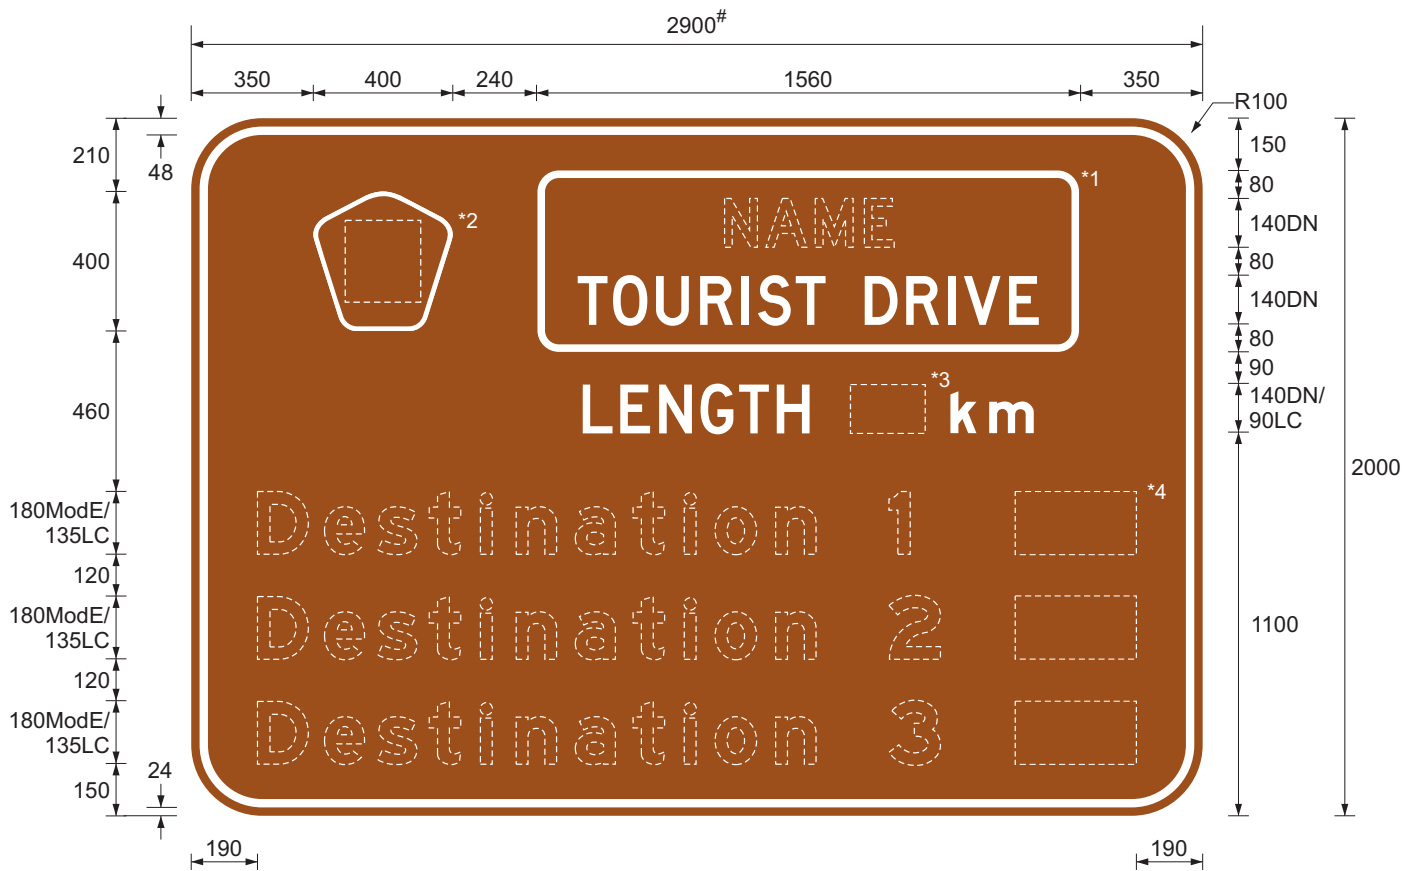 2900#
350 400 240 1560 350
R100
210
48
400
460
180ModE/
135LC
120
180ModE/
135LC
120
180ModE/
135LC
150
24
190
*2
*1
NAME
TOURIST DRIVE
LENGTH *3 km
Destination 1 *4
Destination 2
Destination 3
150
80
140DN
80
140DN
80
90
140DN/
90LC
1100
2000
190